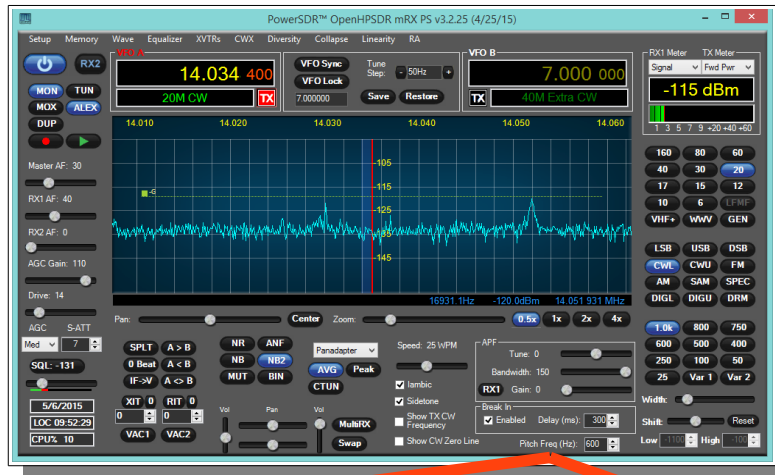 PowerSDR™ OpenHPSDR mRX PS v3.2.25 (4/25/15)
Setup Memory Wave Equalizer XVTRs CWX Diversity Collapse Linearity RA
RX2
VFO A
14.034 400
20M CW TX
VFO Sync
VFO Lock
Tune Step: - 50Hz +
7.000000 Save Restore
VFO B
7.000 000
TX 40M Extra CW
RX1 Meter TX Meter
Signal Fwd Pwr
-115 dBm
1 3 5 7 9 +20 +40 +60
MON TUN
MOX ALEX
DUP
Master AF: 30
RX1 AF: 40
RX2 AF: 0
AGC Gain: 110
Drive: 14
AGC S-ATT
Med 7
SQL: -131
5/6/2015
LOC 09:52:29
CPU% 10
14.010 14.020 14.030 14.040 14.050 14.060
-105
-G
-115
-125
-135
-145
16931.1Hz -120.0dBm 14.051 931 MHz
Pan: Center Zoom: 0.5x 1x 2x 4x
SPLT A > B
0 Beat A < B
IF->V A <> B
XIT 0 RIT 0
0 0
VAC1 VAC2
NR ANF
NB NB2
MUT BIN
Panadapter
AVG Peak
CTUN
Vol Pan Vol
MultiRX
Swap
Speed: 25 WPM
Iambic
Sidetone
Show TX CW Frequency
Show CW Zero Line
APF
Tune: 0
Bandwidth: 150
RX1 Gain: 0
Break In
Enabled Delay (ms): 300
Pitch Freq (Hz): 600
160 80 60
40 30 20
17 15 12
10 6 LFMF
VHF+ WWV GEN
LSB USB DSB
CWL CWU FM
AM SAM SPEC
DIGL DIGU DRM
1.0k 800 750
600 500 400
250 100 50
25 Var 1 Var 2
Width:
Shift: Reset
Low -1100 High -100